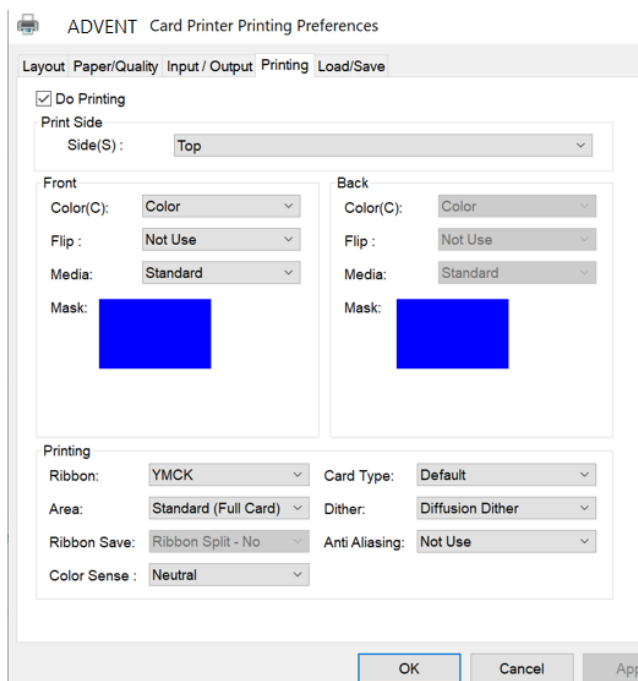 ADVENT Card Printer Printing Preferences
Layout Paper/Quality Input / Output Printing Load/Save
Do Printing
Print Side
Side(S) : Top
Front
Color(C): Color
Flip : Not Use
Media: Standard
Mask:
Back
Color(C): Color
Flip : Not Use
Media: Standard
Mask:
Printing
Ribbon: YMCK Card Type: Default
Area: Standard (Full Card) Dither: Diffusion Dither
Ribbon Save: Ribbon Split - No Anti Aliasing: Not Use
Color Sense : Neutral
OK Cancel App